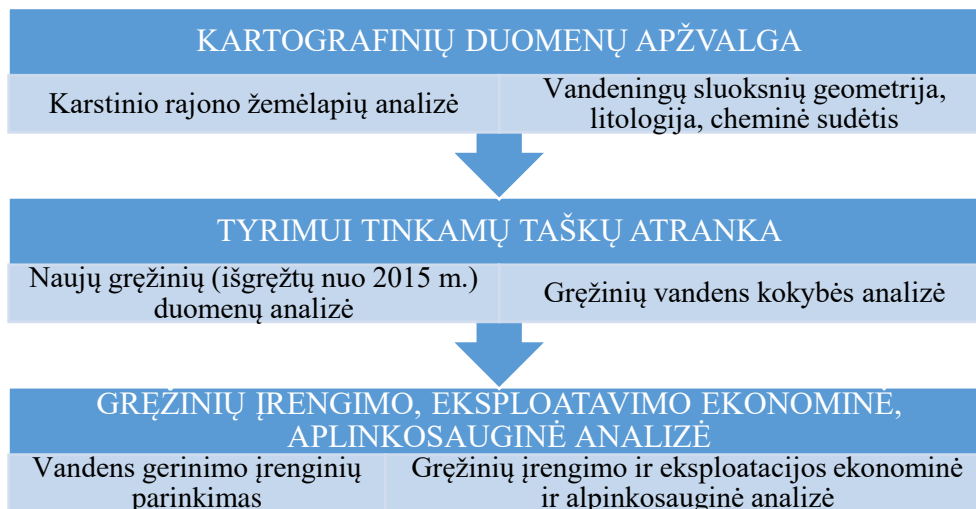 KARTOGRAFINIŲ DUOMENŲ APŽVALGA
Karstinio rajono žemėlapių analizė
Vandeningų sluoksnių geometrija,
litologija, cheminė sudėtis
TYRIMUI TINKAMŲ TAŠKŲ ATRANKA
Naujų gręžinių (išgręžtų nuo 2015 m.)
duomenų analizė
Gręžinių vandens kokybės analizė
GRĘŽINIŲ ĮRENGIMO, EKSPLOATAVIMO EKONOMINĖ,
APLINKOSAUGINĖ ANALIZĖ
Vandens gerinimo įrenginių
parinkimas
Gręžinių įrengimo ir eksploatacijos ekonominė
ir alpinkosauginė analizė